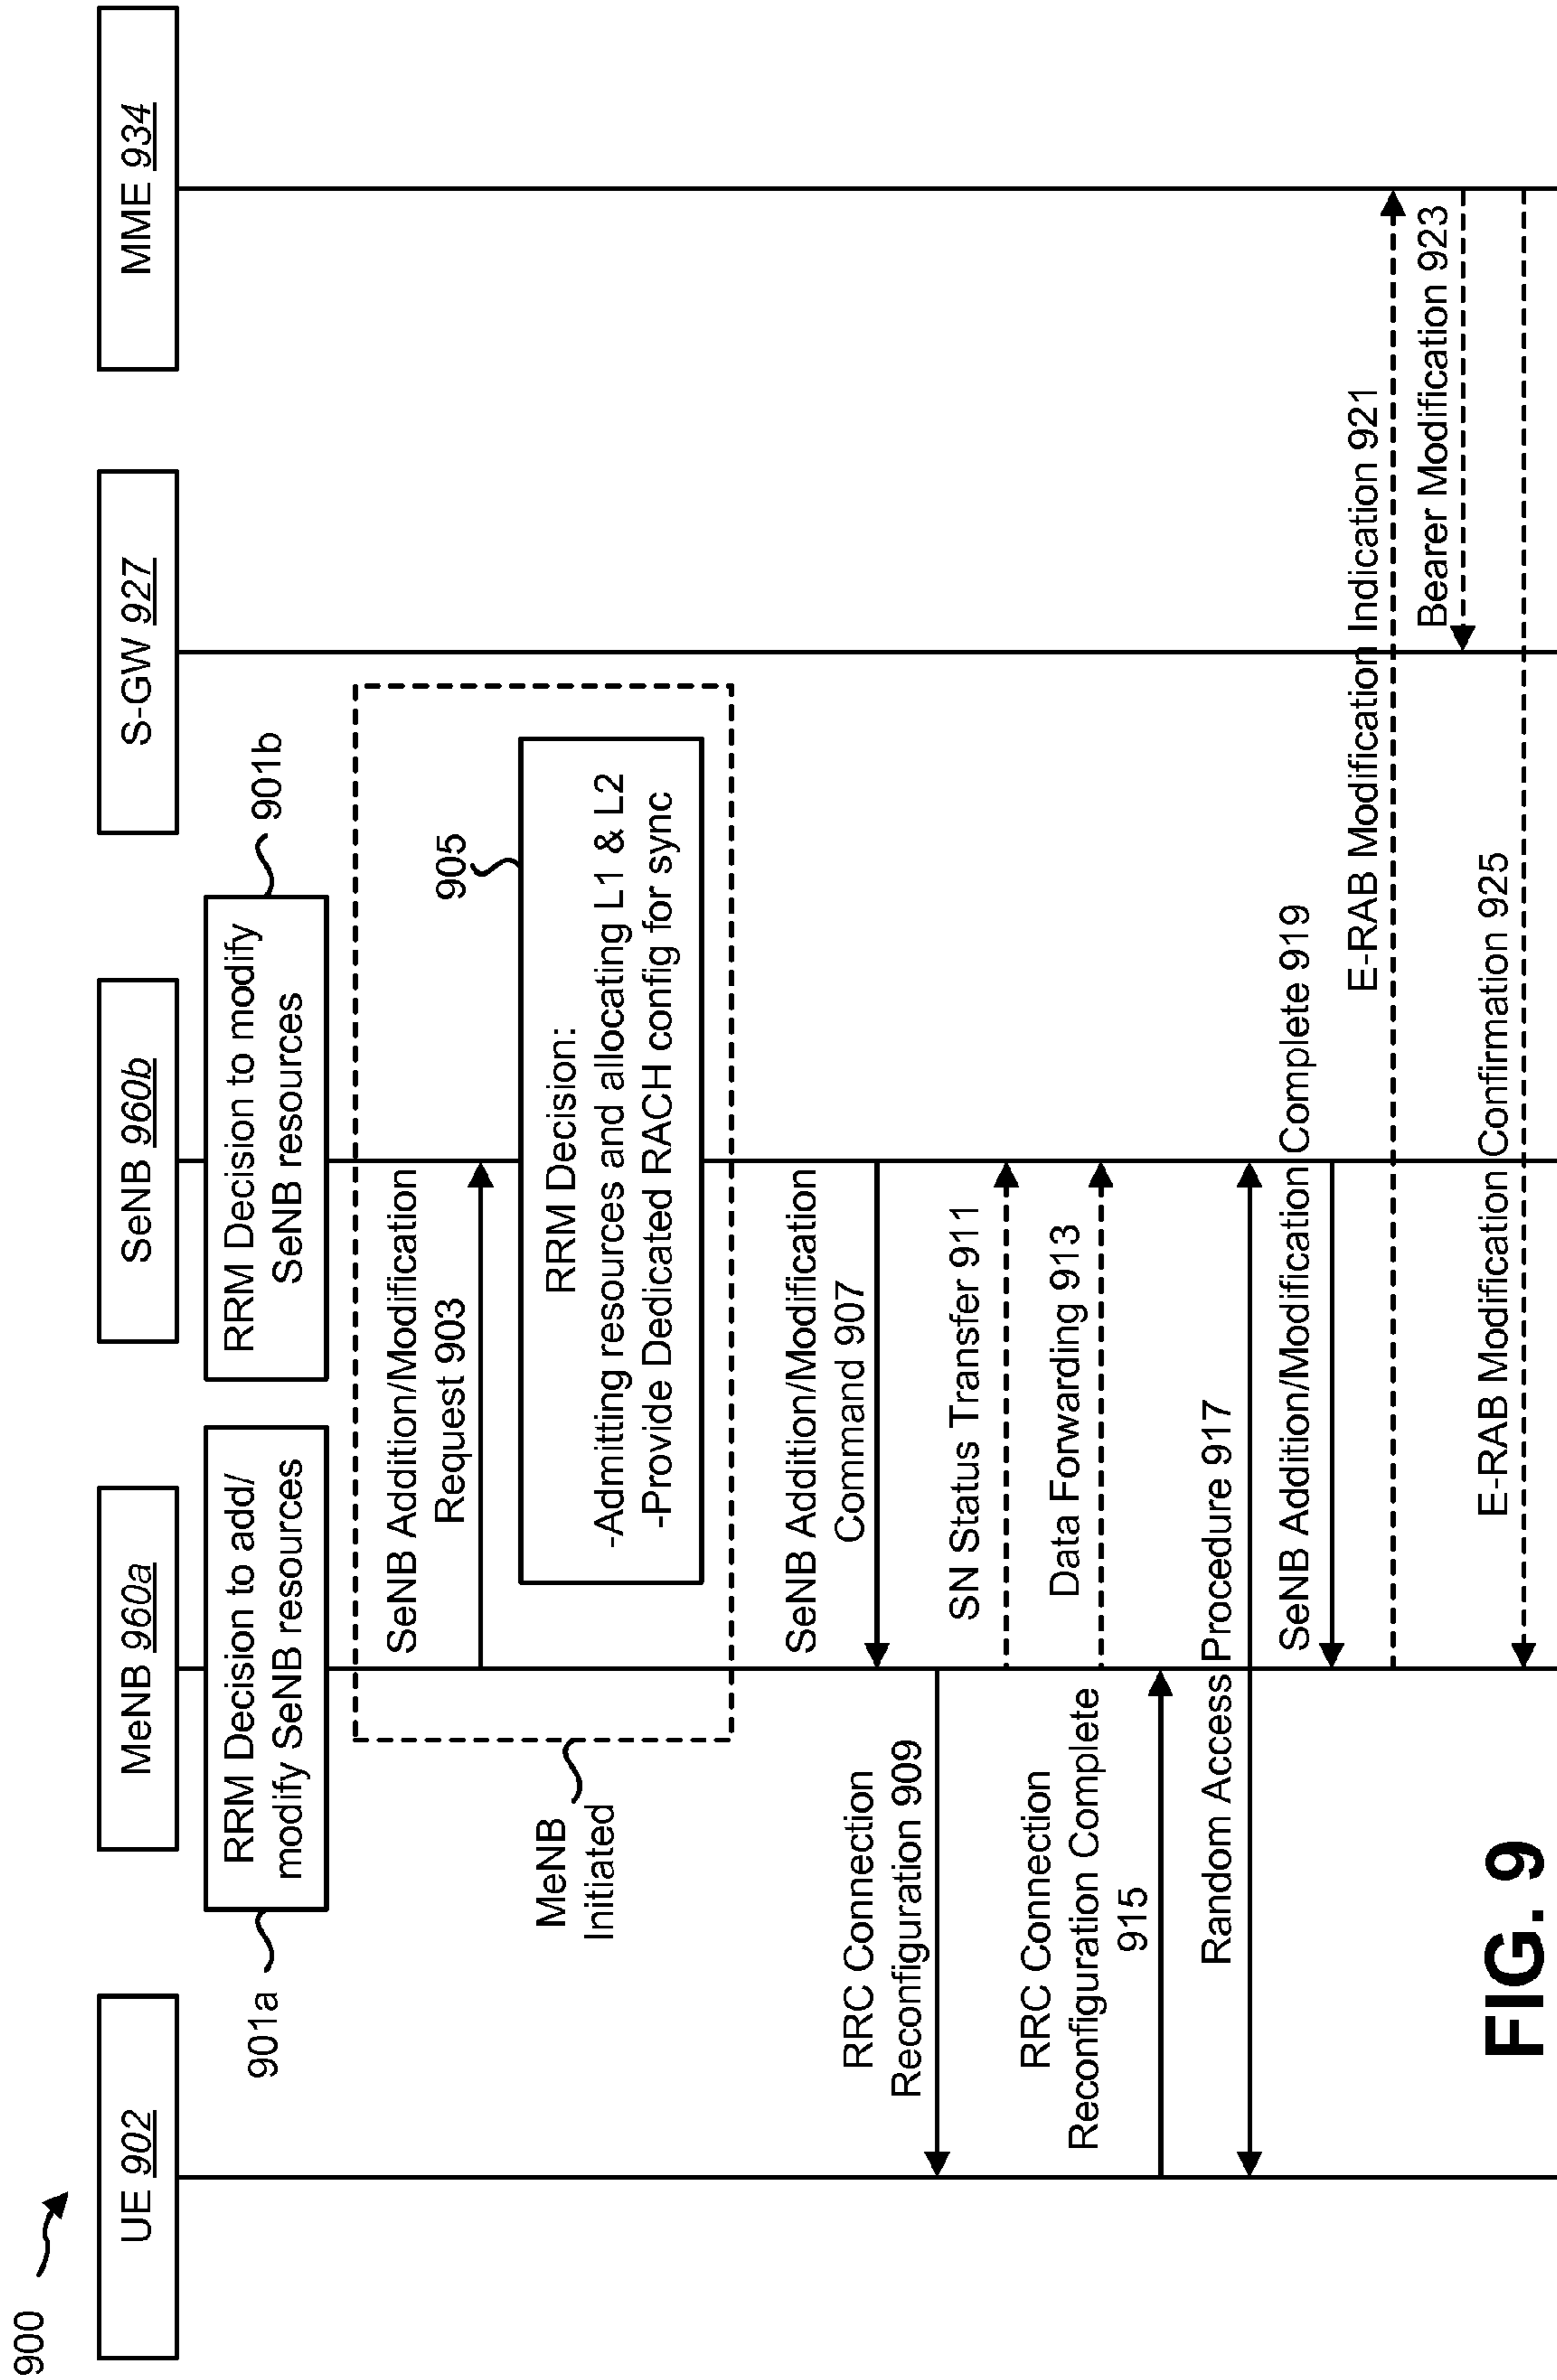 900
UE 902
MeNB 960a
SeNB 960b
S-GW 927
MME 934
901a
RRM Decision to add/
modify SeNB resources
RRM Decision to modify
SeNB resources
901b
MeNB
Initiated
SeNB Addition/Modification
Request 903
905
RRM Decision:
-Admitting resources and allocating L1 & L2
-Provide Dedicated RACH config for sync
SeNB Addition/Modification
Command 907
RRC Connection
Reconfiguration 909
SN Status Transfer 911
Data Forwarding 913
RRC Connection
Reconfiguration Complete
915
Random Access Procedure 917
SeNB Addition/Modification Complete 919
E-RAB Modification Indication 921
Bearer Modification 923
E-RAB Modification Confirmation 925
FIG. 9